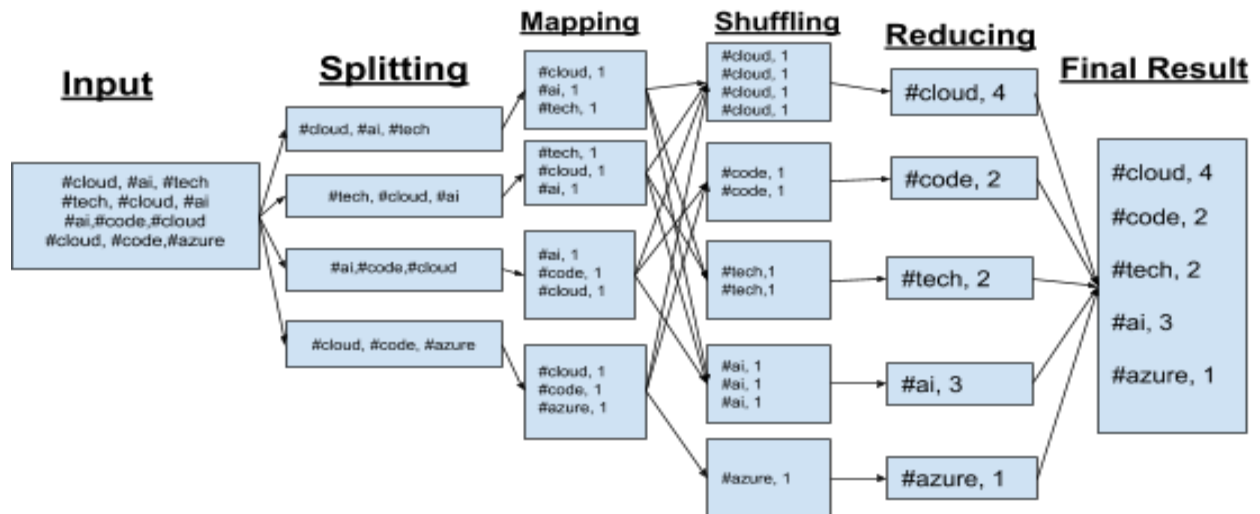 Input
#cloud, #ai, #tech
#tech, #cloud, #ai
#ai,#code,#cloud
#cloud, #code,#azure
Splitting
#cloud, #ai, #tech
#tech, #cloud, #ai
#ai,#code,#cloud
#cloud, #code, #azure
Mapping
#cloud, 1
#ai, 1
#tech, 1
#tech, 1
#cloud, 1
#ai, 1
#ai, 1
#code, 1
#cloud, 1
#cloud, 1
#code, 1
#azure, 1
Shuffling
#cloud, 1
#cloud, 1
#cloud, 1
#cloud, 1
#code, 1
#code, 1
#tech,1
#tech,1
#ai, 1
#ai, 1
#ai, 1
#azure, 1
Reducing
#cloud, 4
#code, 2
#tech, 2
#ai, 3
#azure, 1
Final Result
#cloud, 4
#code, 2
#tech, 2
#ai, 3
#azure, 1